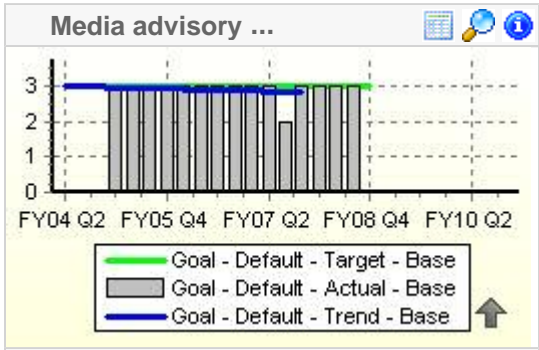 Media advisory ...
3
2
1
0
FY04 Q2 FY05 Q4 FY07 Q2 FY08 Q4 FY10 Q2
Goal - Default - Target - Base
Goal - Default - Actual - Base
Goal - Default - Trend - Base